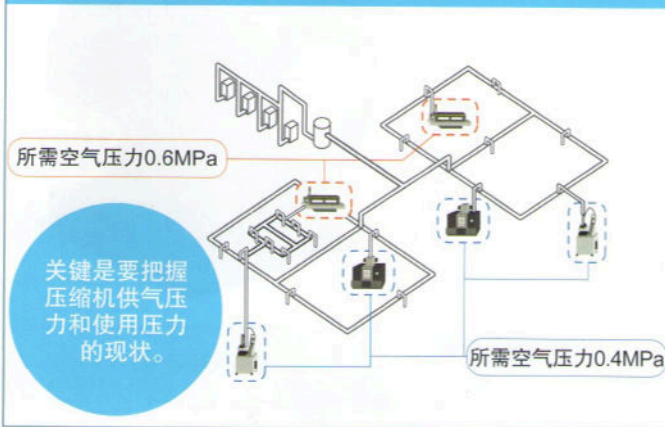 所需空气压力0.6MPa
关键是要把握
压缩机供气压
力和使用压力
的现状。
所需空气压力0.4MPa